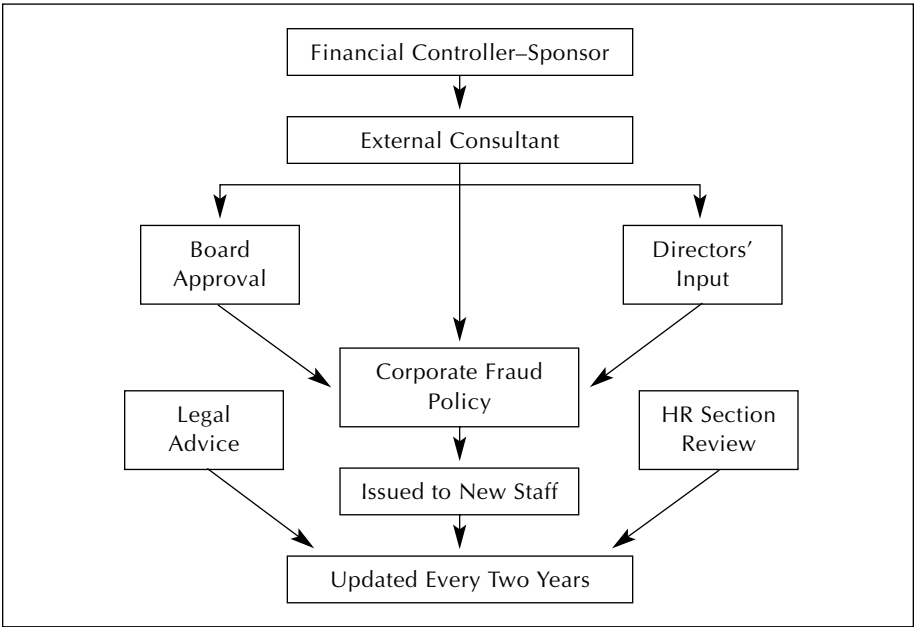 Financial Controller–Sponsor
External Consultant
Board
Approval
Directors’
Input
Corporate Fraud
Policy
Legal
Advice
HR Section
Review
Issued to New Staff
Updated Every Two Years